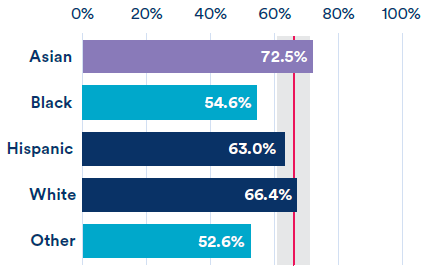 0% 20% 40% 60% 80% 100%
Asian 72.5%
Black 54.6%
Hispanic 63.0%
White 66.4%
Other 52.6%